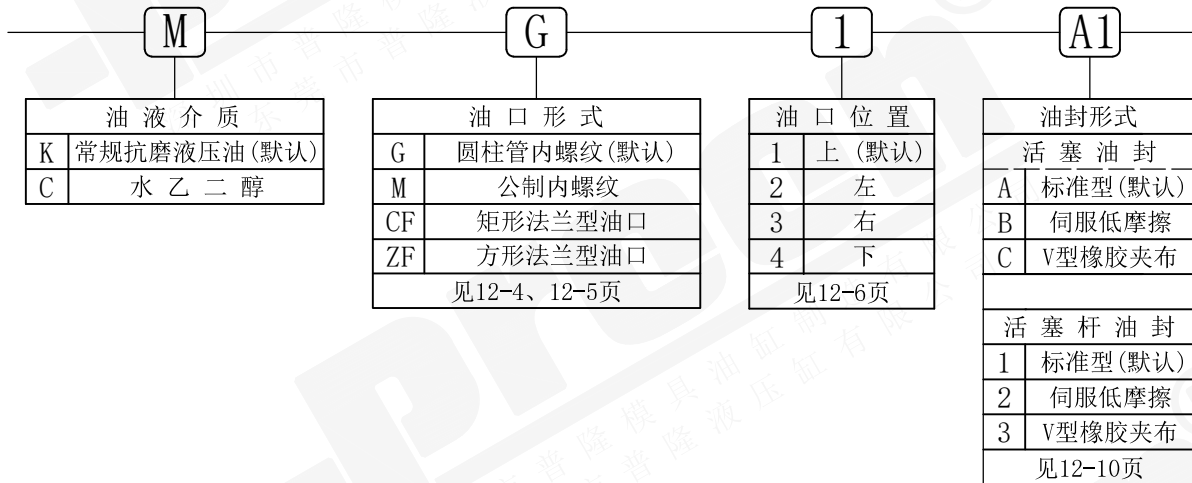 M G 1 A1
油液介质
K 常规抗磨液压油(默认)
C 水乙二醇
油口形式
G 圆柱管内螺纹(默认)
M 公制内螺纹
CF 矩形法兰型油口
ZF 方形法兰型油口
见12-4、12-5页
油口位置
1 上(默认)
2 左
3 右
4 下
见12-6页
油封形式
活塞油封
A 标准型(默认)
B 伺服低摩擦
C V型橡胶夹布
活塞杆油封
1 标准型(默认)
2 伺服低摩擦
3 V型橡胶夹布
见12-10页